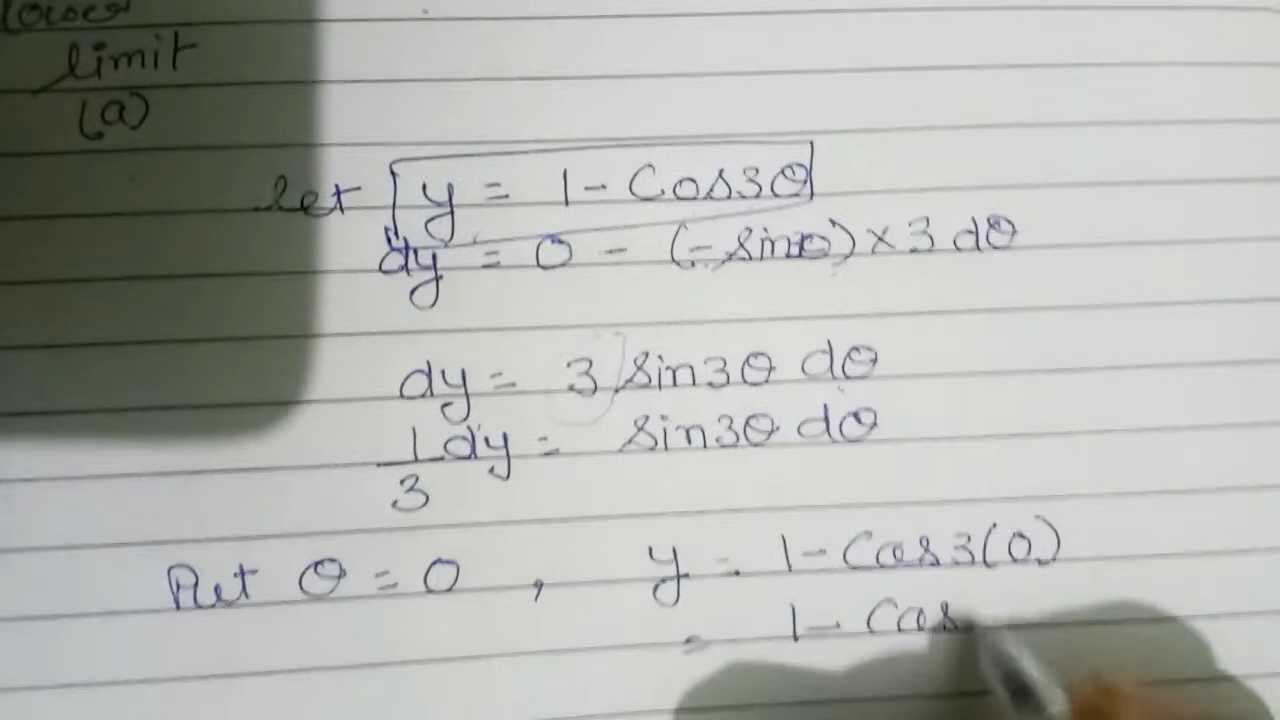 lower
limit
(a)
let y = 1 - Cos3θ
dy = 0 - (-sinθ) × 3 dθ
dy = 3 sin3θ dθ
1/3 dy = sin3θ dθ
Put θ = 0 , y = 1 - Cos3(0)
= 1 - Cos